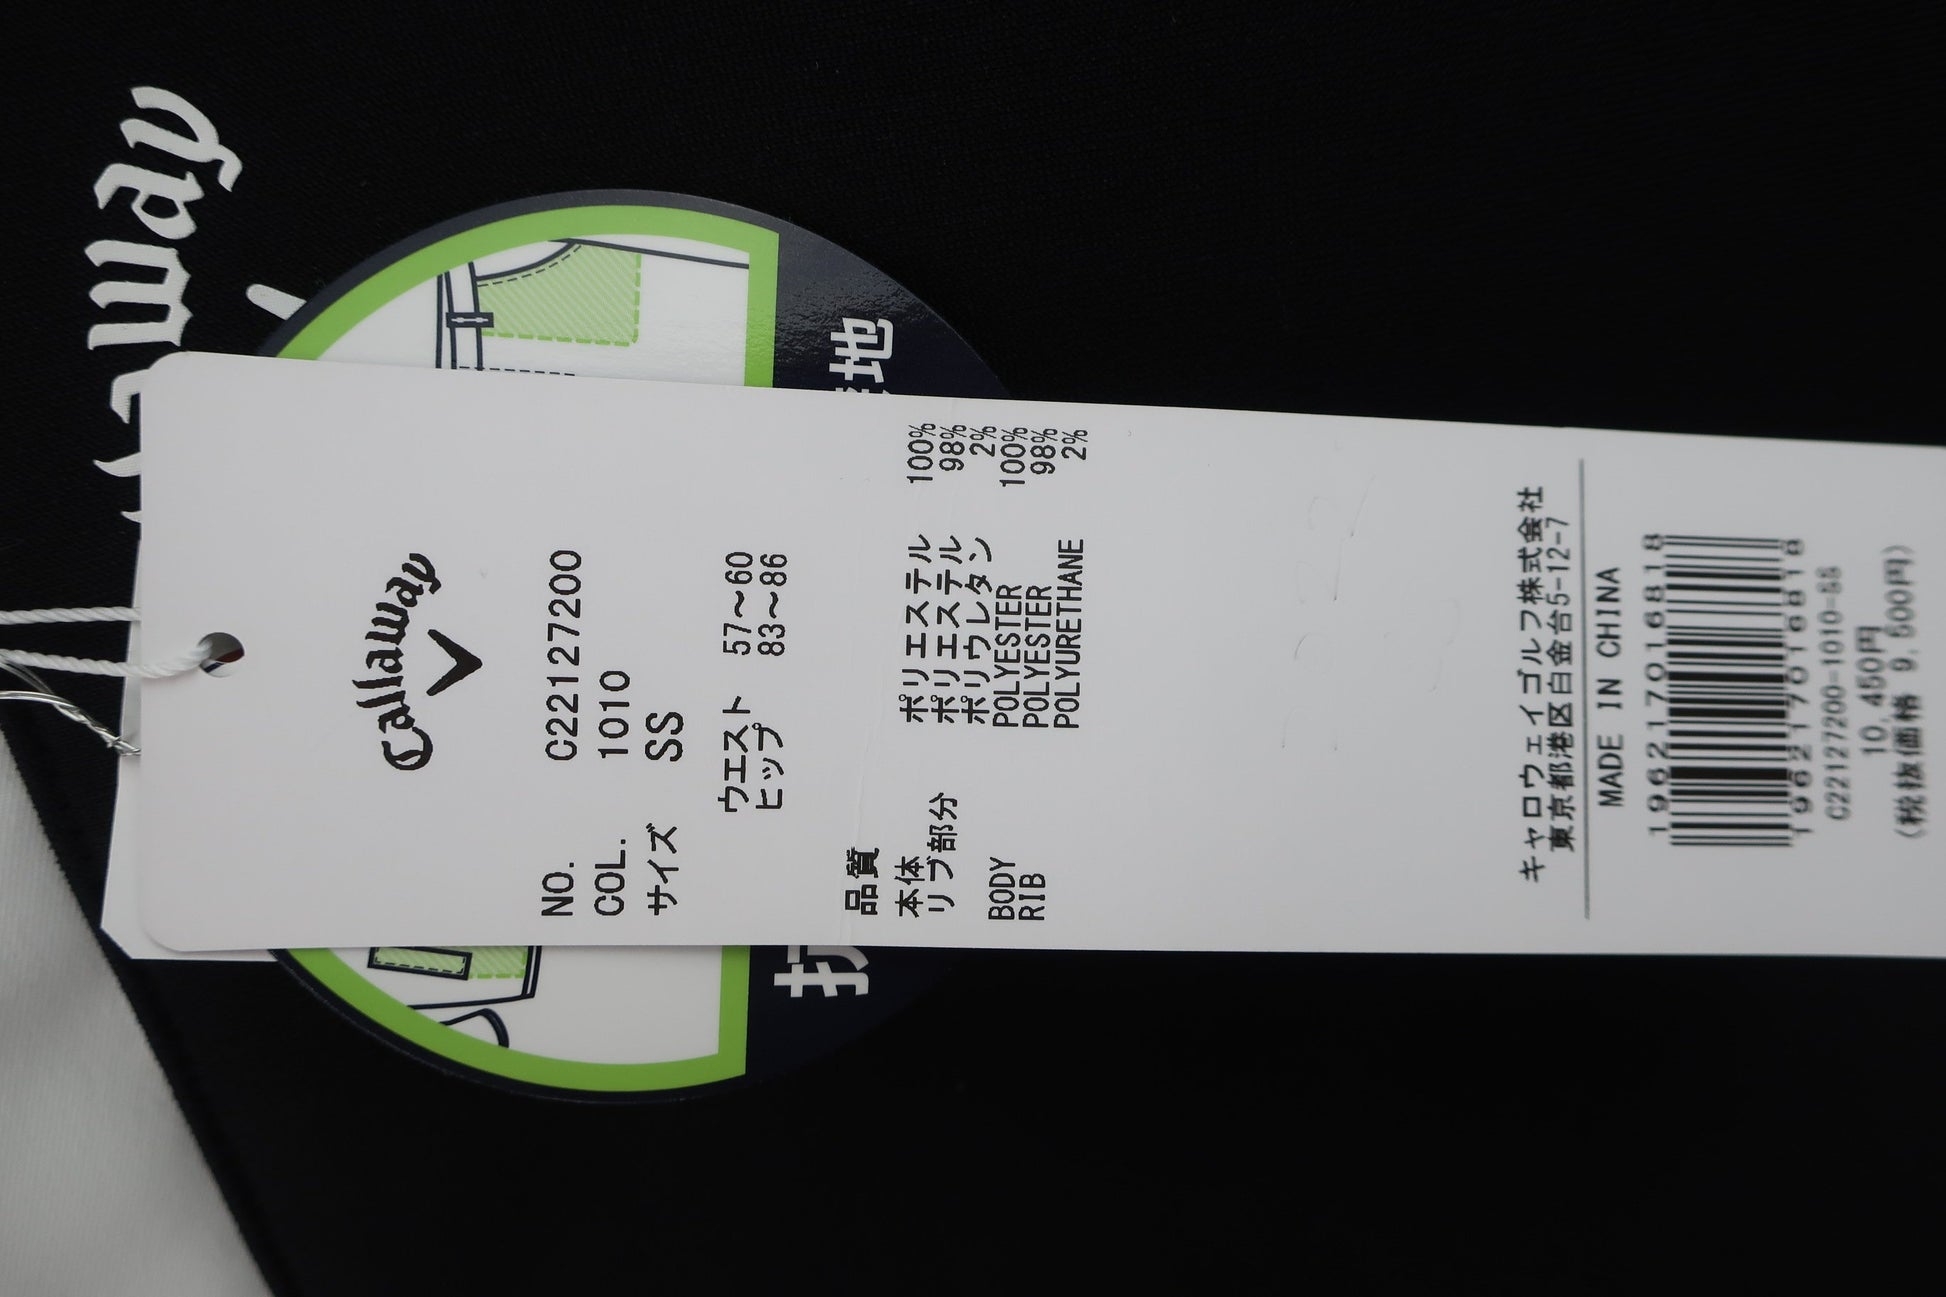 Callaway
Callaway
NO. C22127200
COL. 1010
サイズ SS
ウエスト 57～60
ヒップ 83～86
品質
本体 ポリエステル 100%
リブ部分 ポリエステル 98%
ポリウレタン 2%
BODY POLYESTER 100%
RIB POLYESTER 98%
POLYURETHANE 2%
キャロウェイゴルフ株式会社
東京都港区白金台5-12-7
MADE IN CHINA
196217016818
196217016818
C22127200-1010-SS
10,450円
(税抜価格 9,500円)
打
地